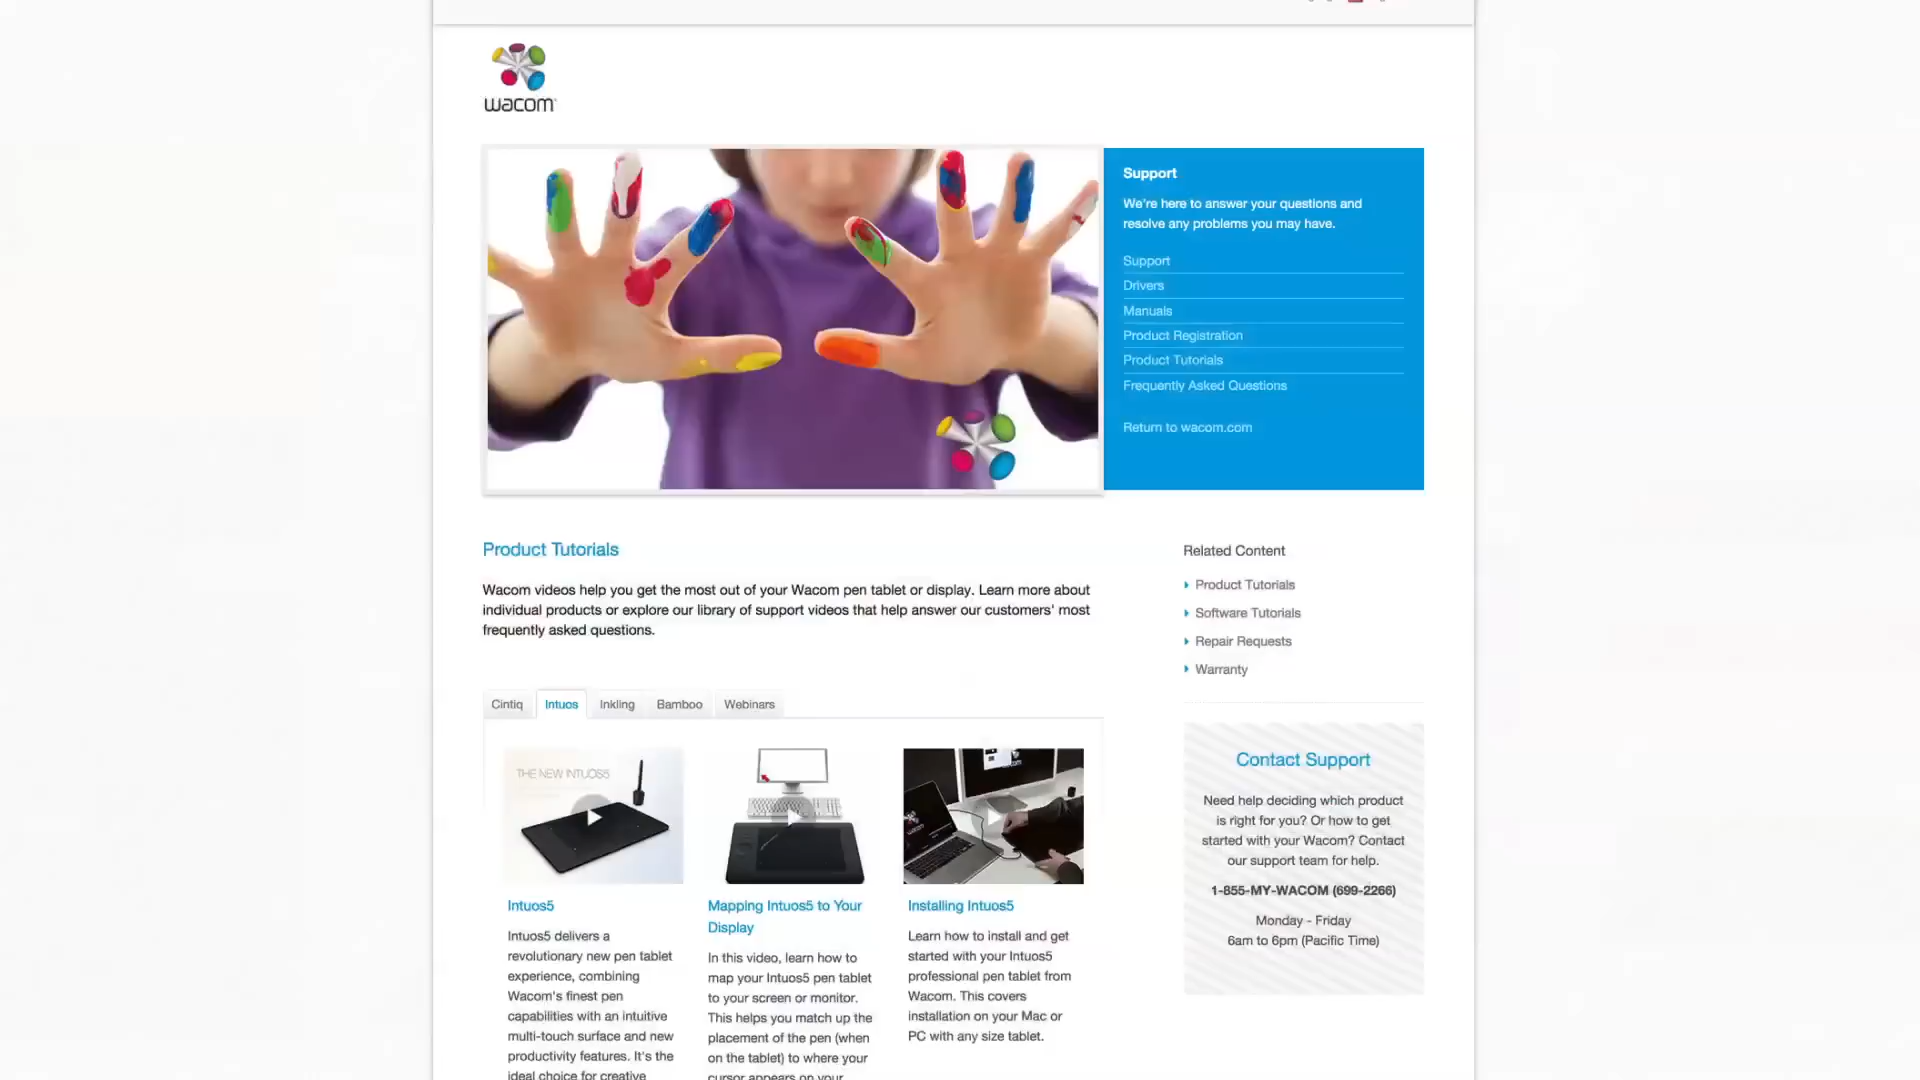 wacom
Support
We're here to answer your questions and
resolve any problems you may have.
Support
Drivers
Manuals
Product Registration
Product Tutorials
Frequently Asked Questions
Return to wacom.com
Product Tutorials
Wacom videos help you get the most out of your Wacom pen tablet or display. Learn more about
individual products or explore our library of support videos that help answer our customers' most
frequently asked questions.
Related Content
Product Tutorials
Software Tutorials
Repair Requests
Warranty
Cintiq Intuos Inkling Bamboo Webinars
THE NEW INTUOS5
Intuos5
Intuos5 delivers a
revolutionary new pen tablet
experience, combining
Wacom's finest pen
capabilities with an intuitive
multi-touch surface and new
productivity features. It's the
ideal choice for creative
Mapping Intuos5 to Your
Display
In this video, learn how to
map your Intuos5 pen tablet
to your screen or monitor.
This helps you match up the
placement of the pen (when
on the tablet) to where your
cursor appears on your
wacom
Installing Intuos5
Learn how to install and get
started with your Intuos5
professional pen tablet from
Wacom. This covers
installation on your Mac or
PC with any size tablet.
Contact Support
Need help deciding which product
is right for you? Or how to get
started with your Wacom? Contact
our support team for help.
1-855-MY-WACOM (699-2266)
Monday - Friday
6am to 6pm (Pacific Time)